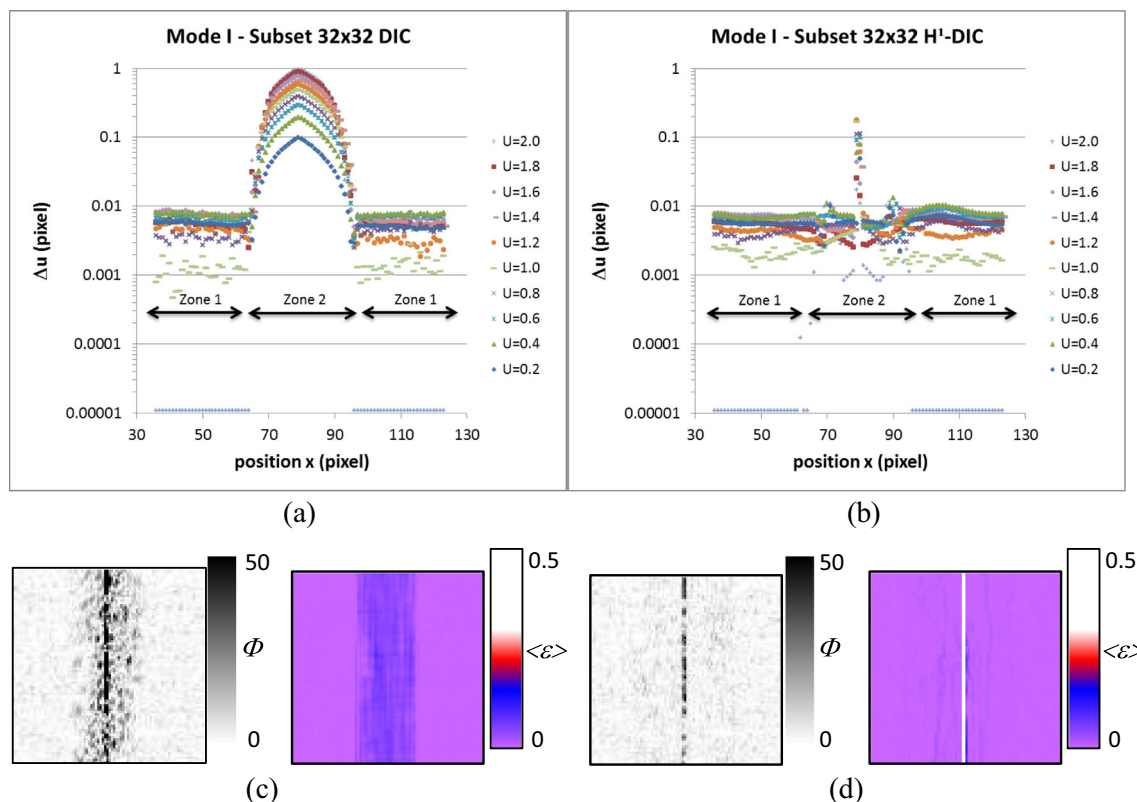 Mode I - Subset 32x32 DIC
Δu (pixel)
1
0.1
0.01
0.001
0.0001
0.00001
Zone 1
Zone 2
Zone 1
30 50 70 90 110 130
position x (pixel)
U=2.0
U=1.8
U=1.6
U=1.4
U=1.2
U=1.0
U=0.8
U=0.6
U=0.4
U=0.2
(a)
Mode I - Subset 32x32 H¹-DIC
Δu (pixel)
1
0.1
0.01
0.001
0.0001
0.00001
Zone 1
Zone 2
Zone 1
30 50 70 90 110 130
position x (pixel)
U=2.0
U=1.8
U=1.6
U=1.4
U=1.2
U=1.0
U=0.8
U=0.6
U=0.4
U=0.2
(b)
50
Φ
0
0.5
<ε>
0
(c)
50
Φ
0
0.5
<ε>
0
(d)